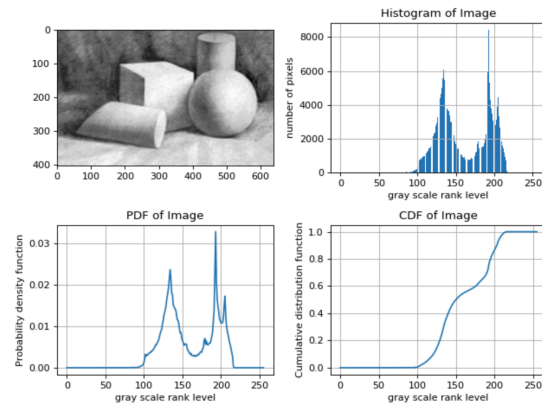 0
100
200
300
400
0 100 200 300 400 500 600
Histogram of Image
number of pixels
8000
6000
4000
2000
0
0 50 100 150 200 250
gray scale rank level
PDF of Image
Probability density function
0.03
0.02
0.01
0.00
0 50 100 150 200 250
gray scale rank level
CDF of Image
Cumulative distribution function
1.0
0.8
0.6
0.4
0.2
0.0
0 50 100 150 200 250
gray scale rank level